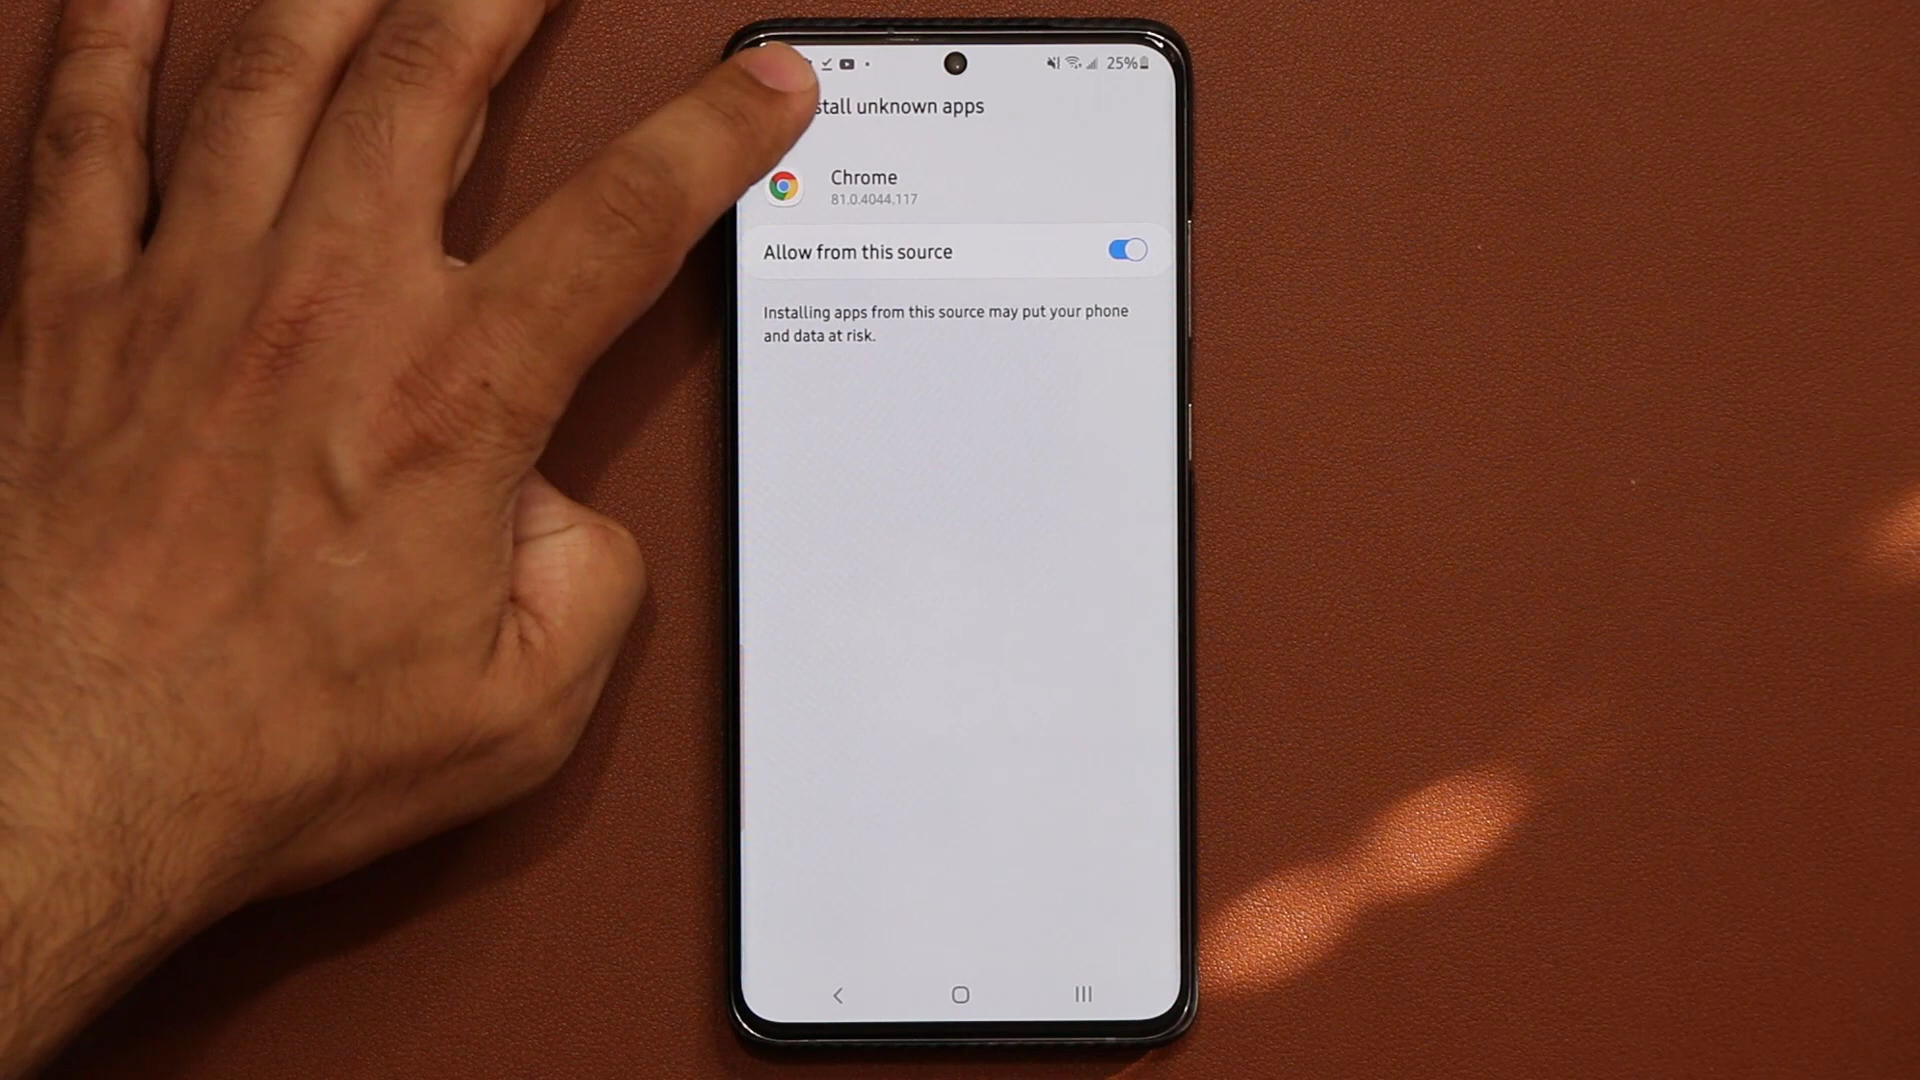 25%
stall unknown apps
Chrome
81.0.4044.117
Allow from this source
Installing apps from this source may put your phone
and data at risk.